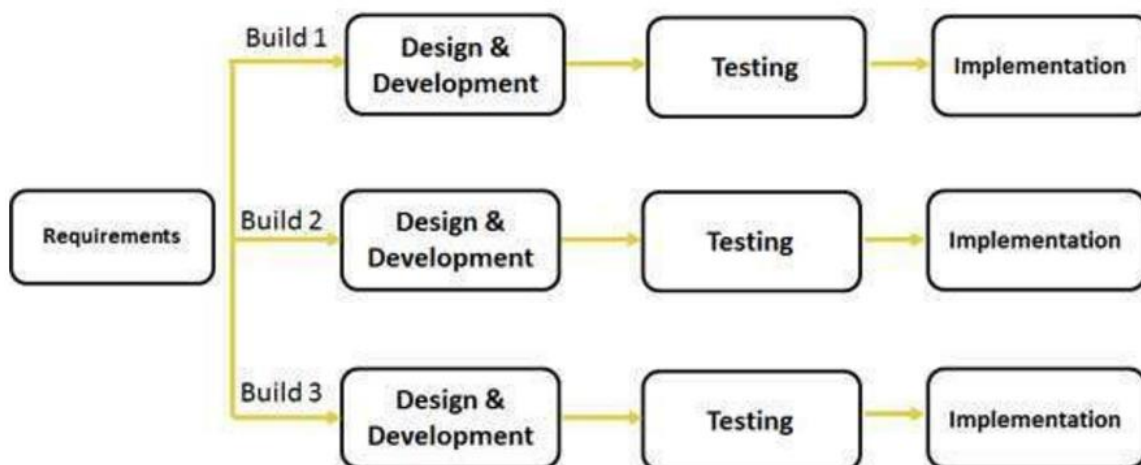 Build 1
Design &
Development
Testing
Implementation
Requirements
Build 2
Design &
Development
Testing
Implementation
Build 3
Design &
Development
Testing
Implementation